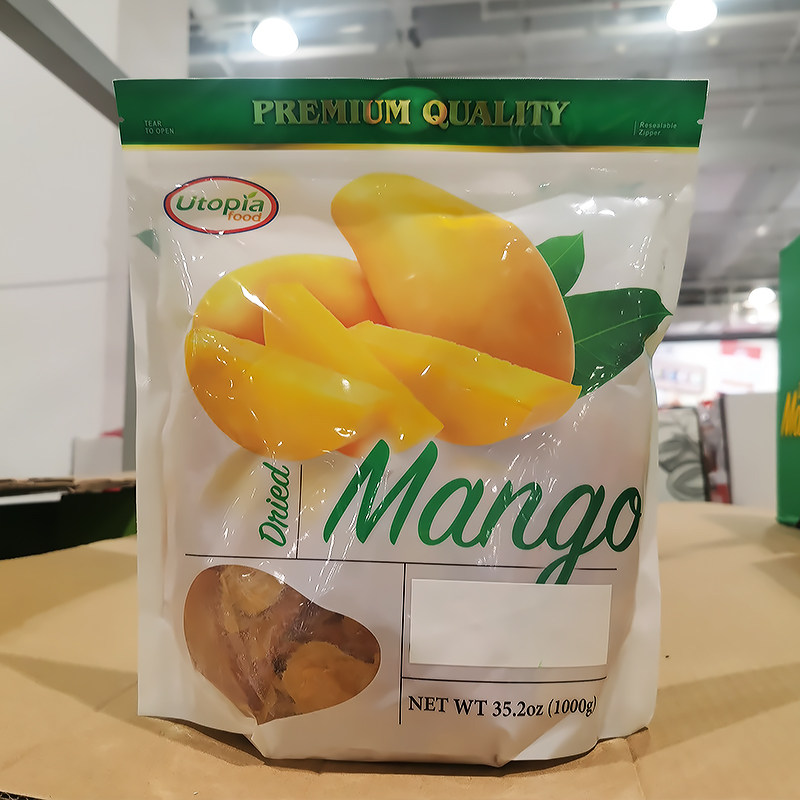 PREMIUM QUALITY
TEAR
TO OPEN
Resealable
Zipper
Utopia
food
Dried
Mango
NET WT 35.2oz (1000g)